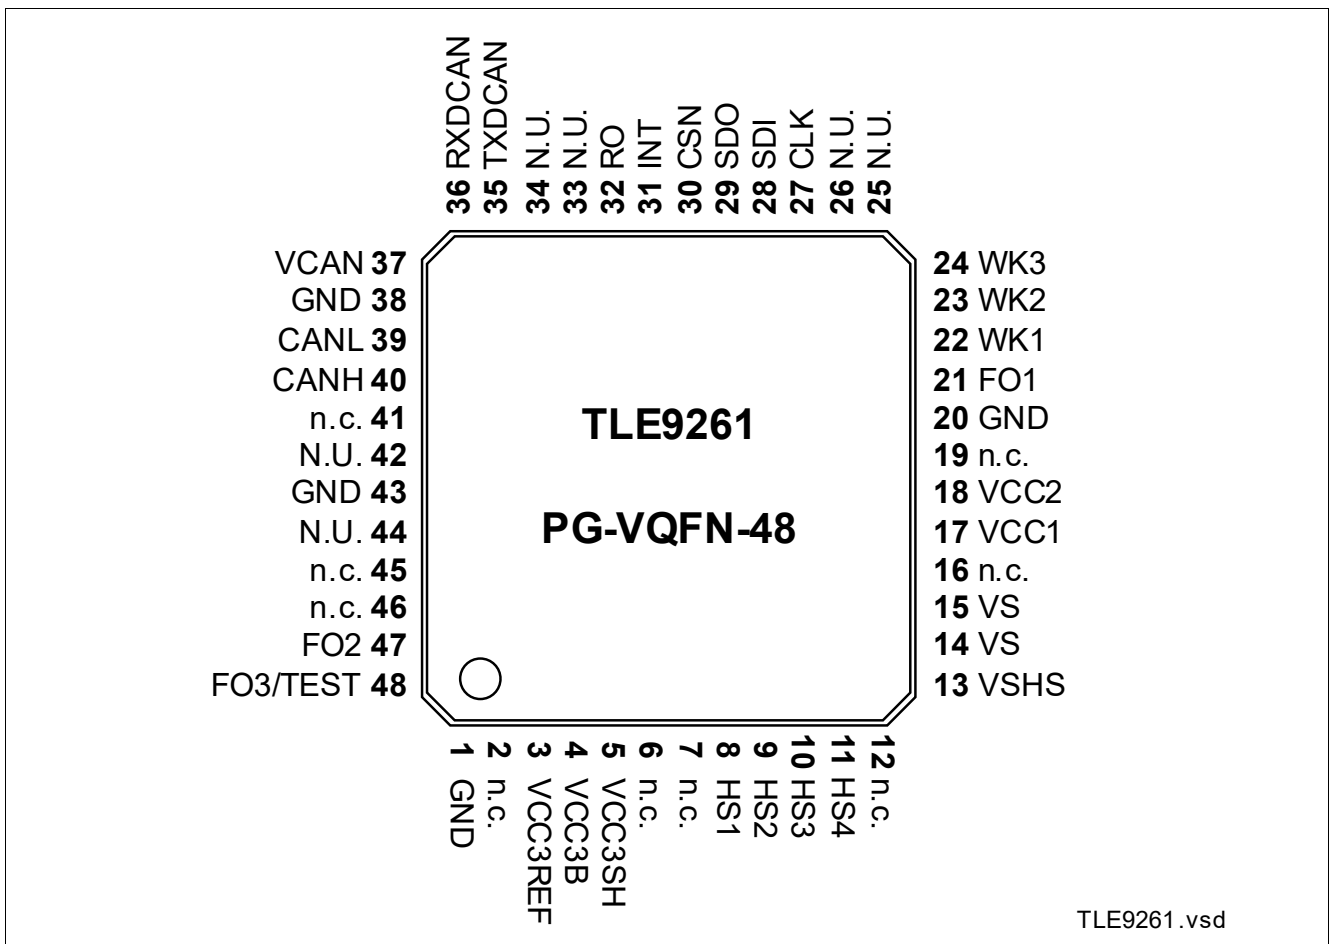 36 RXDCAN
35 TXDCAN
34 N.U.
33 N.U.
32 RO
31 INT
30 CSN
29 SDO
28 SDI
27 CLK
26 N.U.
25 N.U.
VCAN 37
GND 38
CANL 39
CANH 40
n.c. 41
N.U. 42
GND 43
N.U. 44
n.c. 45
n.c. 46
FO2 47
FO3/TEST 48
TLE9261
PG-VQFN-48
24 WK3
23 WK2
22 WK1
21 FO1
20 GND
19 n.c.
18 VCC2
17 VCC1
16 n.c.
15 VS
14 VS
13 VSHS
1 GND
2 n.c.
3 VCC3REF
4 VCC3B
5 VCC3SH
6 n.c.
7 n.c.
8 HS1
9 HS2
10 HS3
11 HS4
12 n.c.
TLE9261.vsd